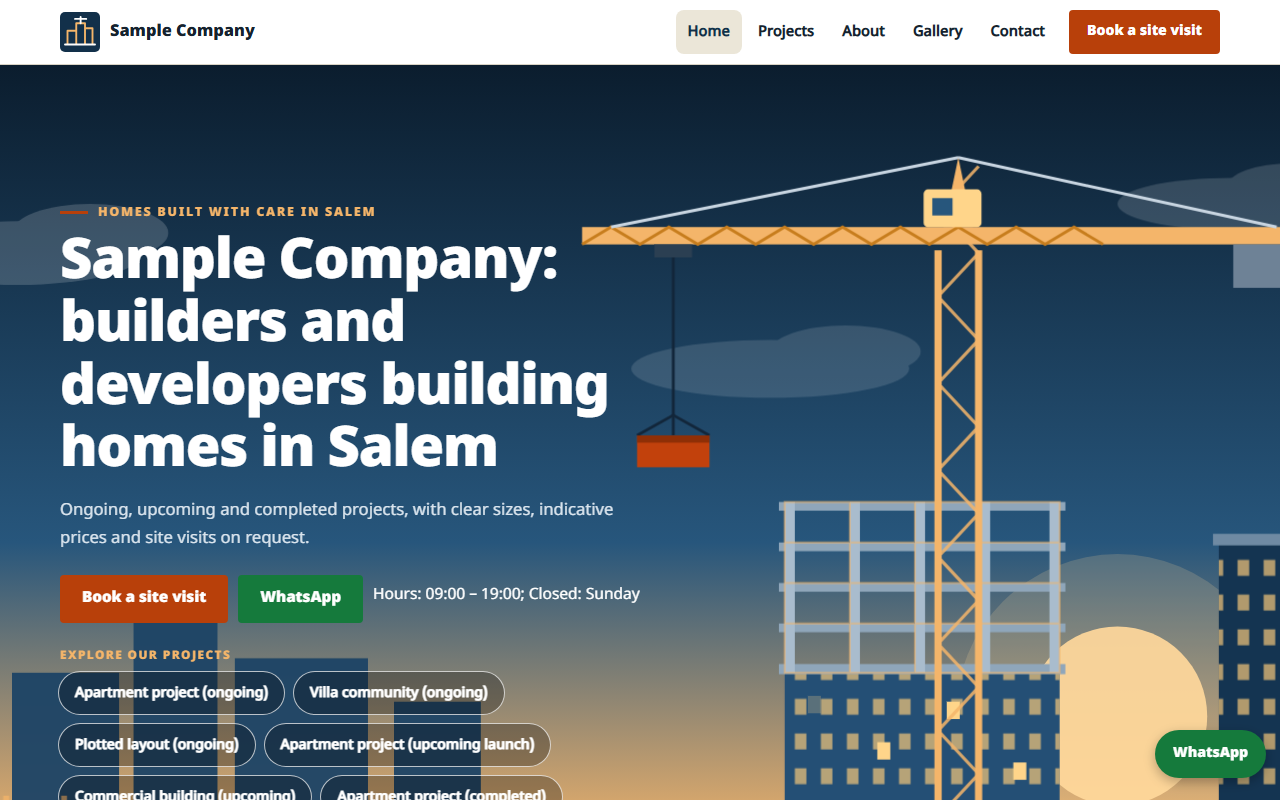 Sample Company
Home
Projects
About
Gallery
Contact
Book a site visit
HOMES BUILT WITH CARE IN SALEM
Sample Company:
builders and
developers building
homes in Salem
Ongoing, upcoming and completed projects, with clear sizes, indicative
prices and site visits on request.
Book a site visit
WhatsApp
Hours: 09:00 – 19:00; Closed: Sunday
EXPLORE OUR PROJECTS
Apartment project (ongoing)
Villa community (ongoing)
Plotted layout (ongoing)
Apartment project (upcoming launch)
Commercial building (upcoming)
Apartment project (completed)
WhatsApp